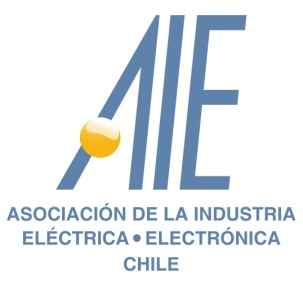 AIE
ASOCIACIÓN DE LA INDUSTRIA
ELÉCTRICA • ELECTRÓNICA
CHILE